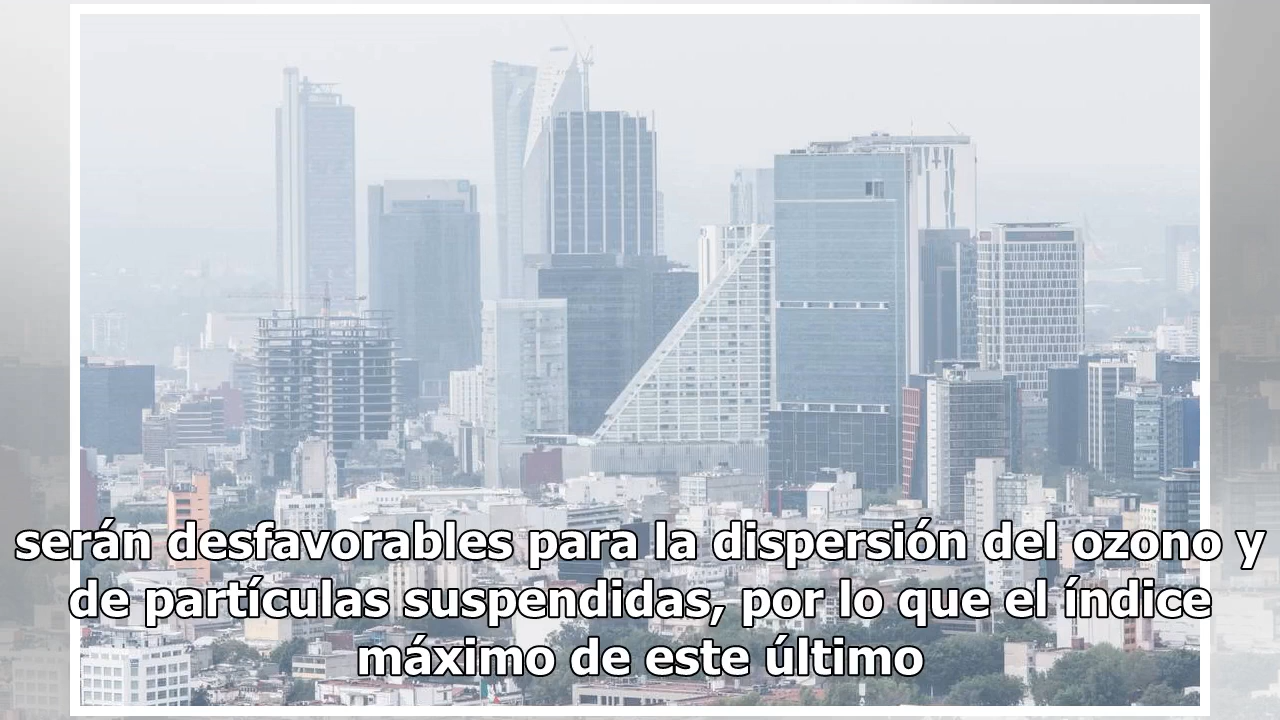 serán desfavorables para la dispersión del ozono y
de partículas suspendidas, por lo que el índice
máximo de este último